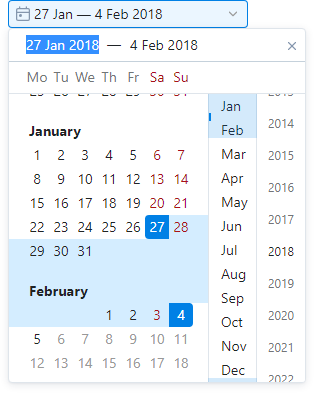 27 Jan — 4 Feb 2018
27 Jan 2018 — 4 Feb 2018 ×
Mo Tu We Th Fr Sa Su
Jan
Feb
Mar
Apr
May
Jun
Jul
Aug
Sep
Oct
Nov
Dec
2014
2015
2016
2017
2018
2019
2020
2021
2022
January
1 2 3 4 5 6 7
8 9 10 11 12 13 14
15 16 17 18 19 20 21
22 23 24 25 26 27 28
29 30 31
February
1 2 3 4
5 6 7 8 9 10 11
12 13 14 15 16 17 18